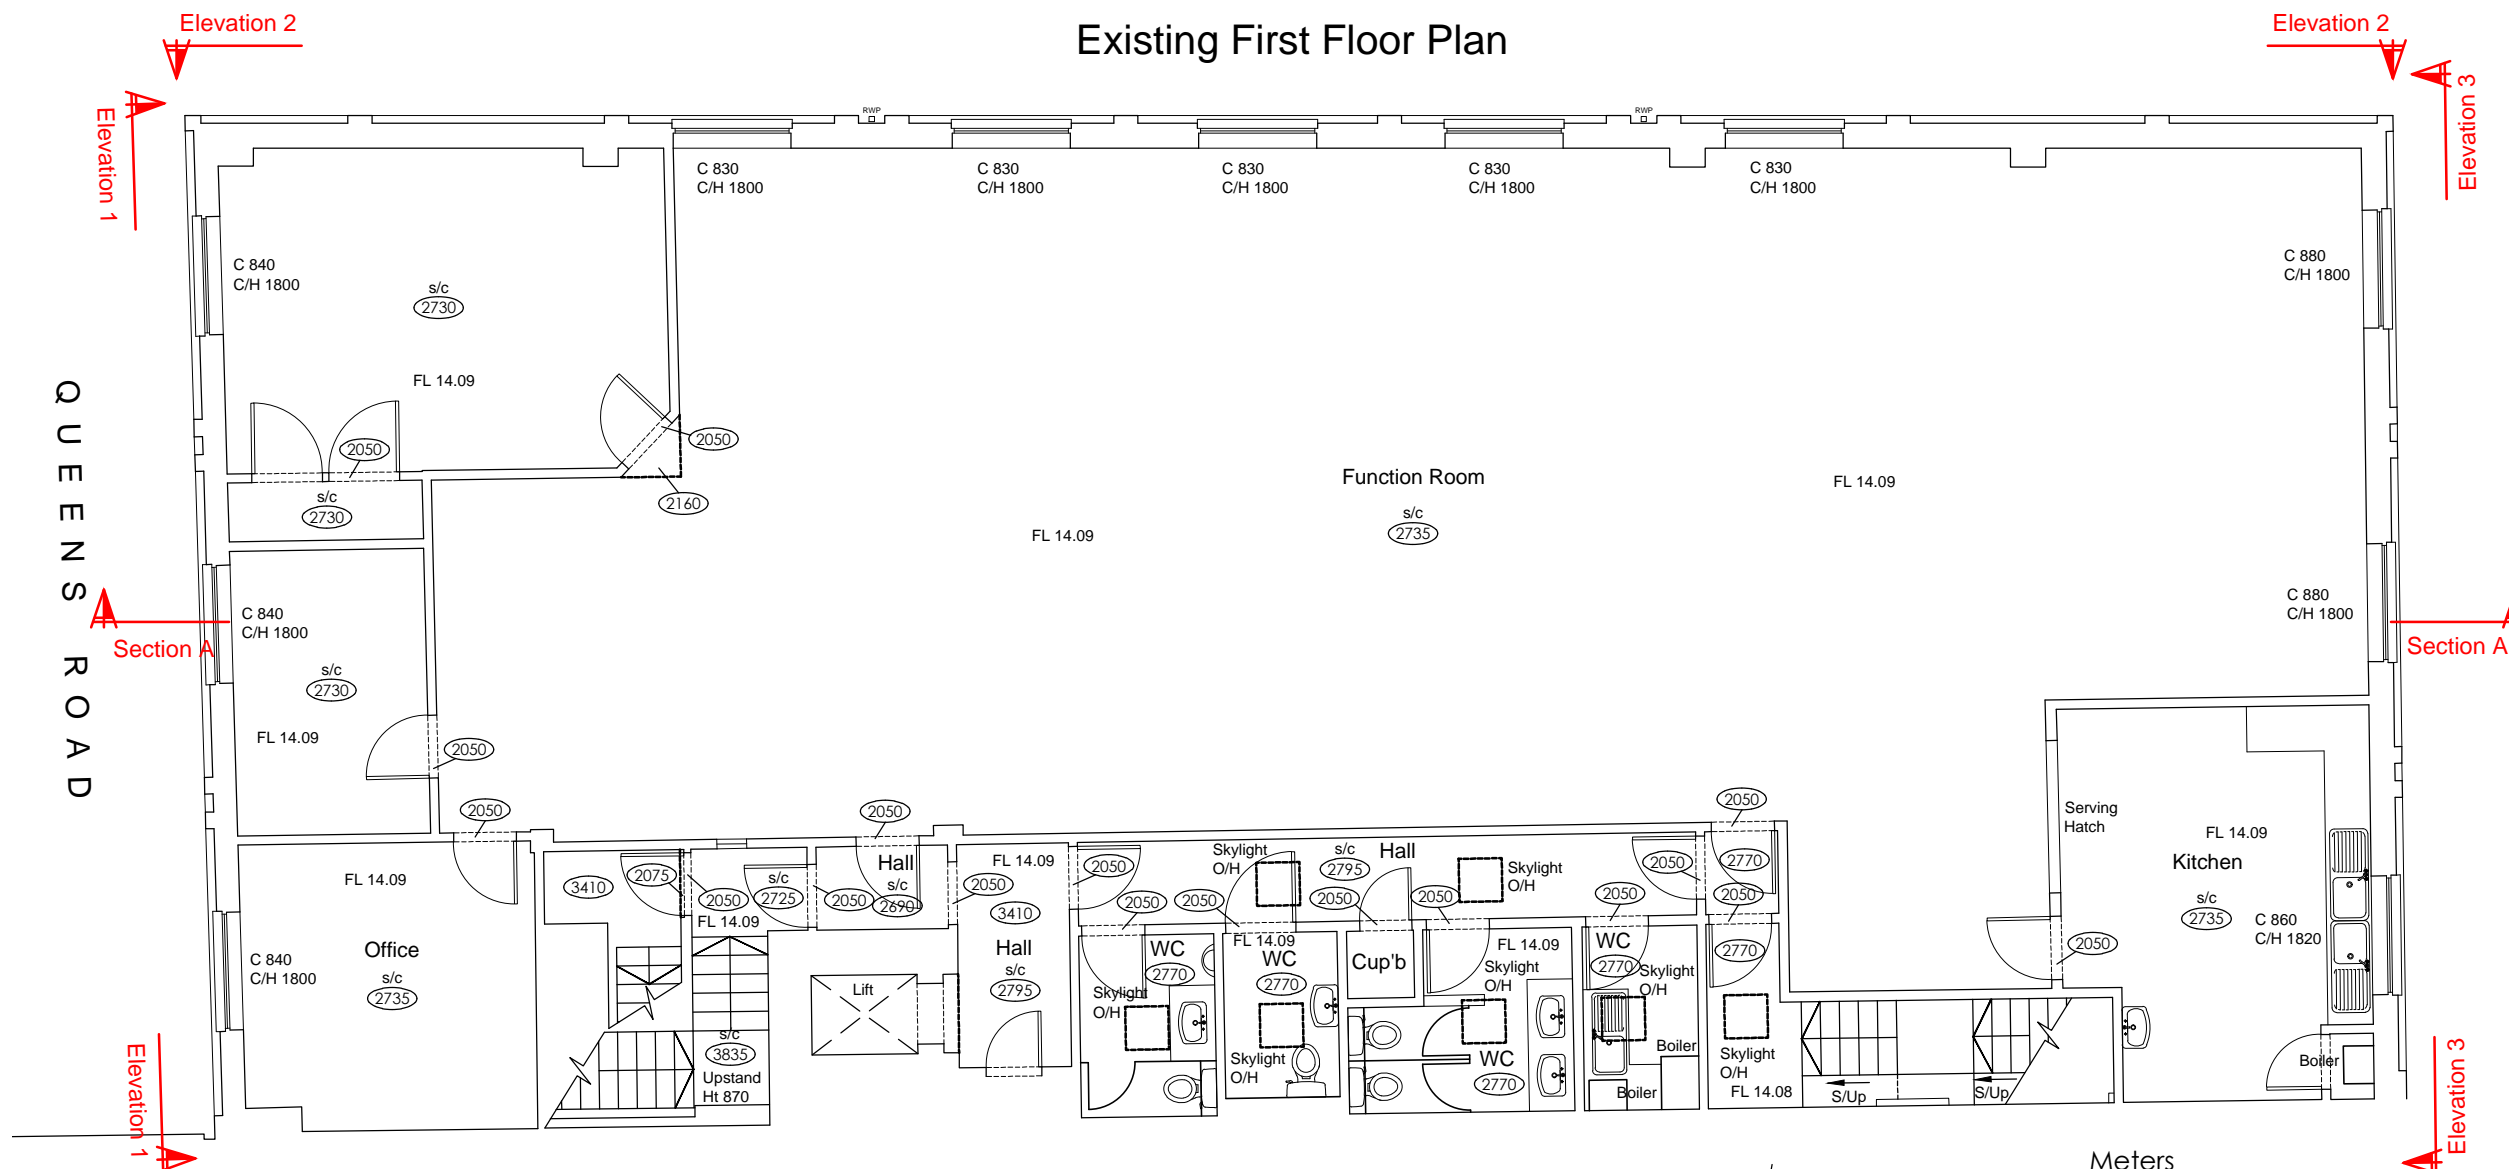 Existing First Floor Plan
Elevation 2
Elevation 2
Elevation 1
Elevation 3
RWP
RWP
C 830
C/H 1800
C 830
C/H 1800
C 830
C/H 1800
C 830
C/H 1800
C 830
C/H 1800
C 840
C/H 1800
s/c
2730
FL 14.09
C 880
C/H 1800
QUEENS ROAD
2050
2050
2160
s/c
2730
Function Room
s/c
2735
FL 14.09
FL 14.09
C 840
C/H 1800
s/c
2730
FL 14.09
2050
C 880
C/H 1800
Section A
Section A
2050
2050
2050
Serving
Hatch
FL 14.09
Kitchen
s/c
2735
C 860
C/H 1820
2050
FL 14.09
Office
s/c
2735
C 840
C/H 1800
3410
2075
2050
FL 14.09
s/c
2725
2050
Hall
s/c
2690
2050
FL 14.09
3410
Hall
s/c
2795
2050
2050
Skylight
O/H
s/c
2795
Hall
Skylight
O/H
2050
2050
2050
2050
2050
2770
2050
2770
Lift
s/c
3835
Upstand
Ht 870
WC
2770
Skylight
O/H
FL 14.09
WC
2770
Skylight
O/H
Cup'b
FL 14.09
Skylight
O/H
WC
2770
WC
2770
Skylight
O/H
Boiler
Boiler
Skylight
O/H
FL 14.08
S/Up
S/Up
Boiler
Elevation 1
Elevation 3
Meters